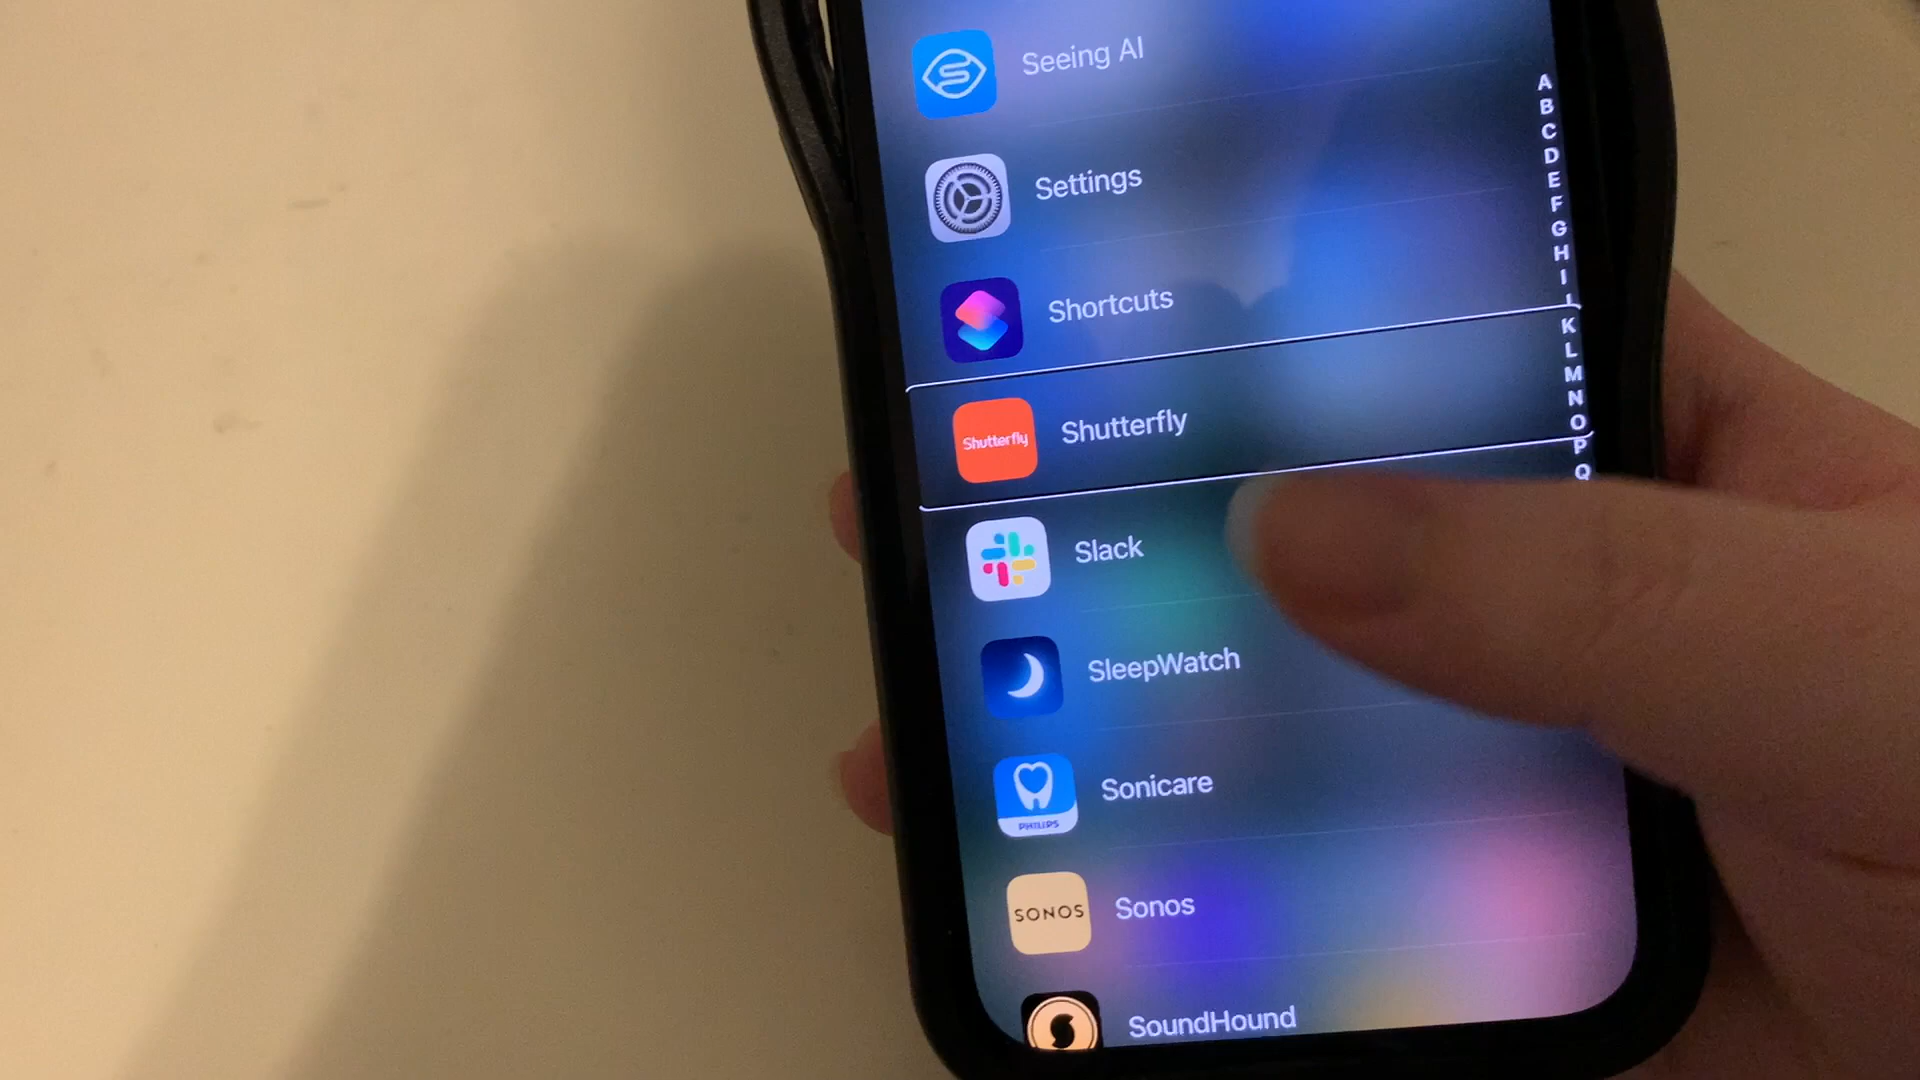 Seeing AI
Settings
Shortcuts
Shutterfly
Shutterfly
Slack
SleepWatch
PHILIPS
Sonicare
SONOS
Sonos
SoundHound
A
B
C
D
E
F
G
H
I
K
L
M
N
O
P
Q